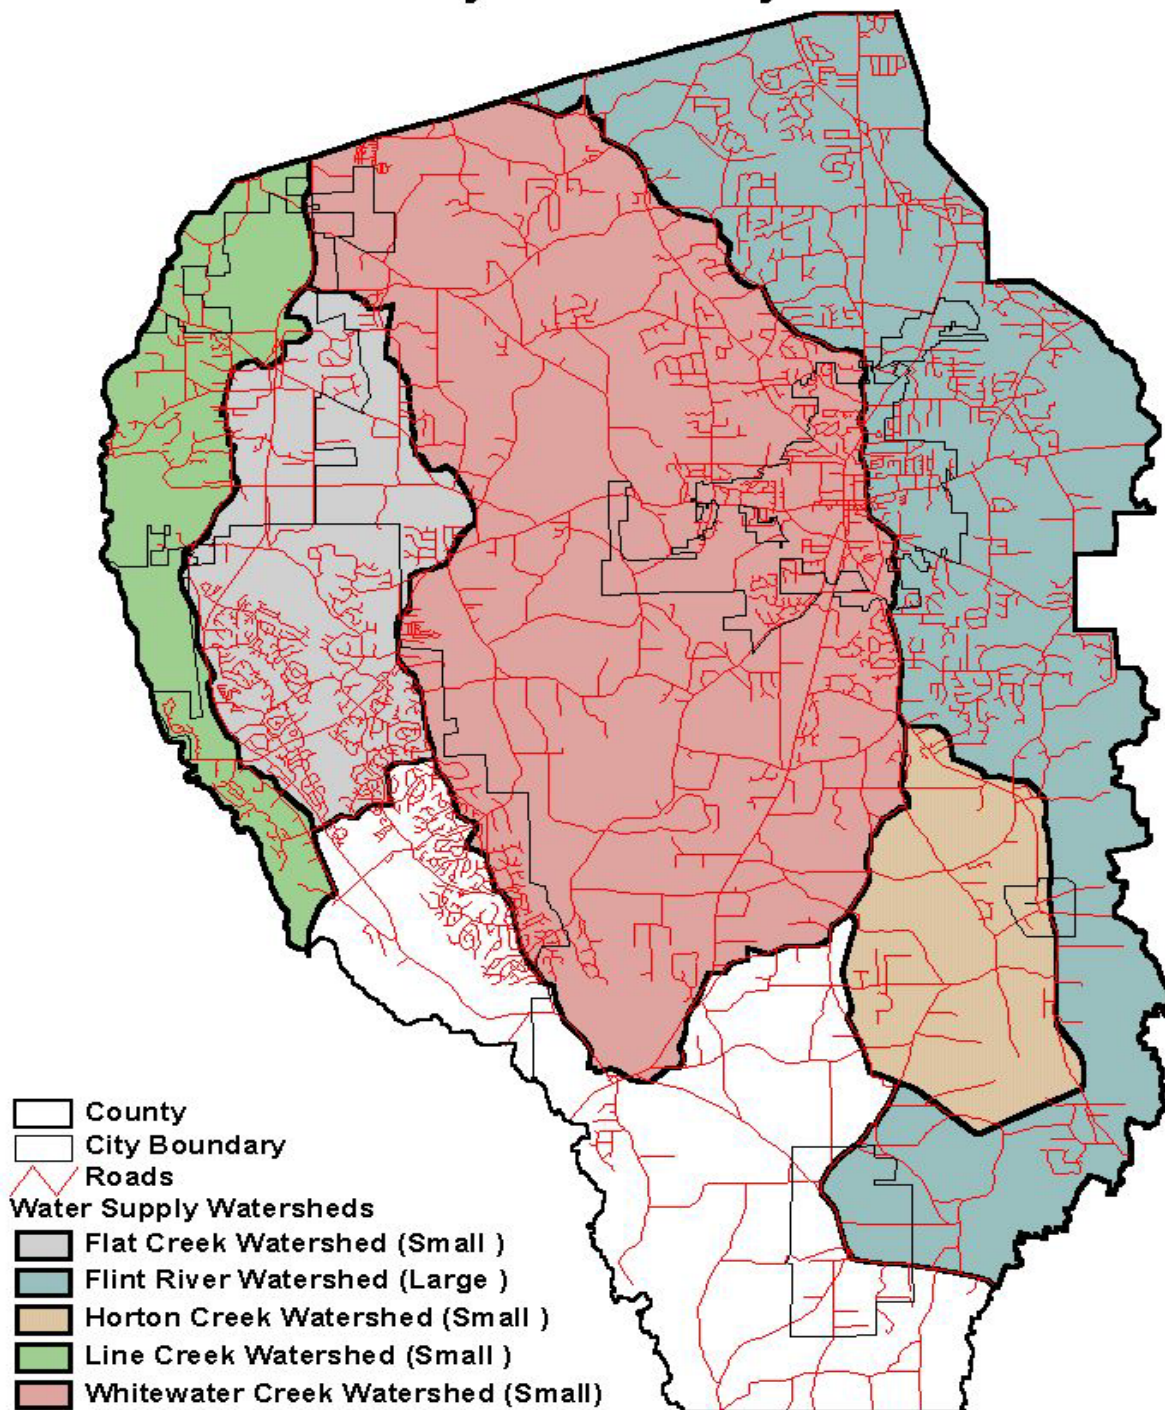 County
City Boundary
Roads
Water Supply Watersheds
Flat Creek Watershed (Small )
Flint River Watershed (Large )
Horton Creek Watershed (Small )
Line Creek Watershed (Small )
Whitewater Creek Watershed (Small)